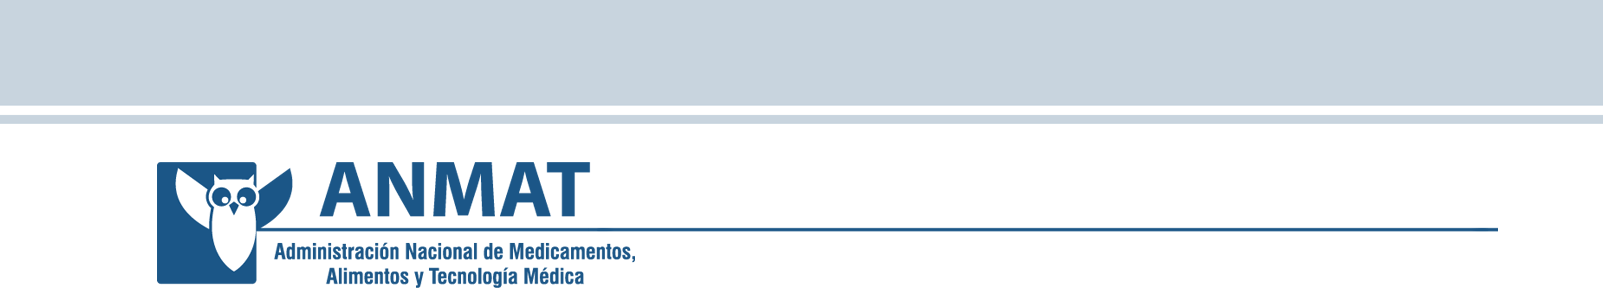 ANMAT
Administración Nacional de Medicamentos,
Alimentos y Tecnología Médica